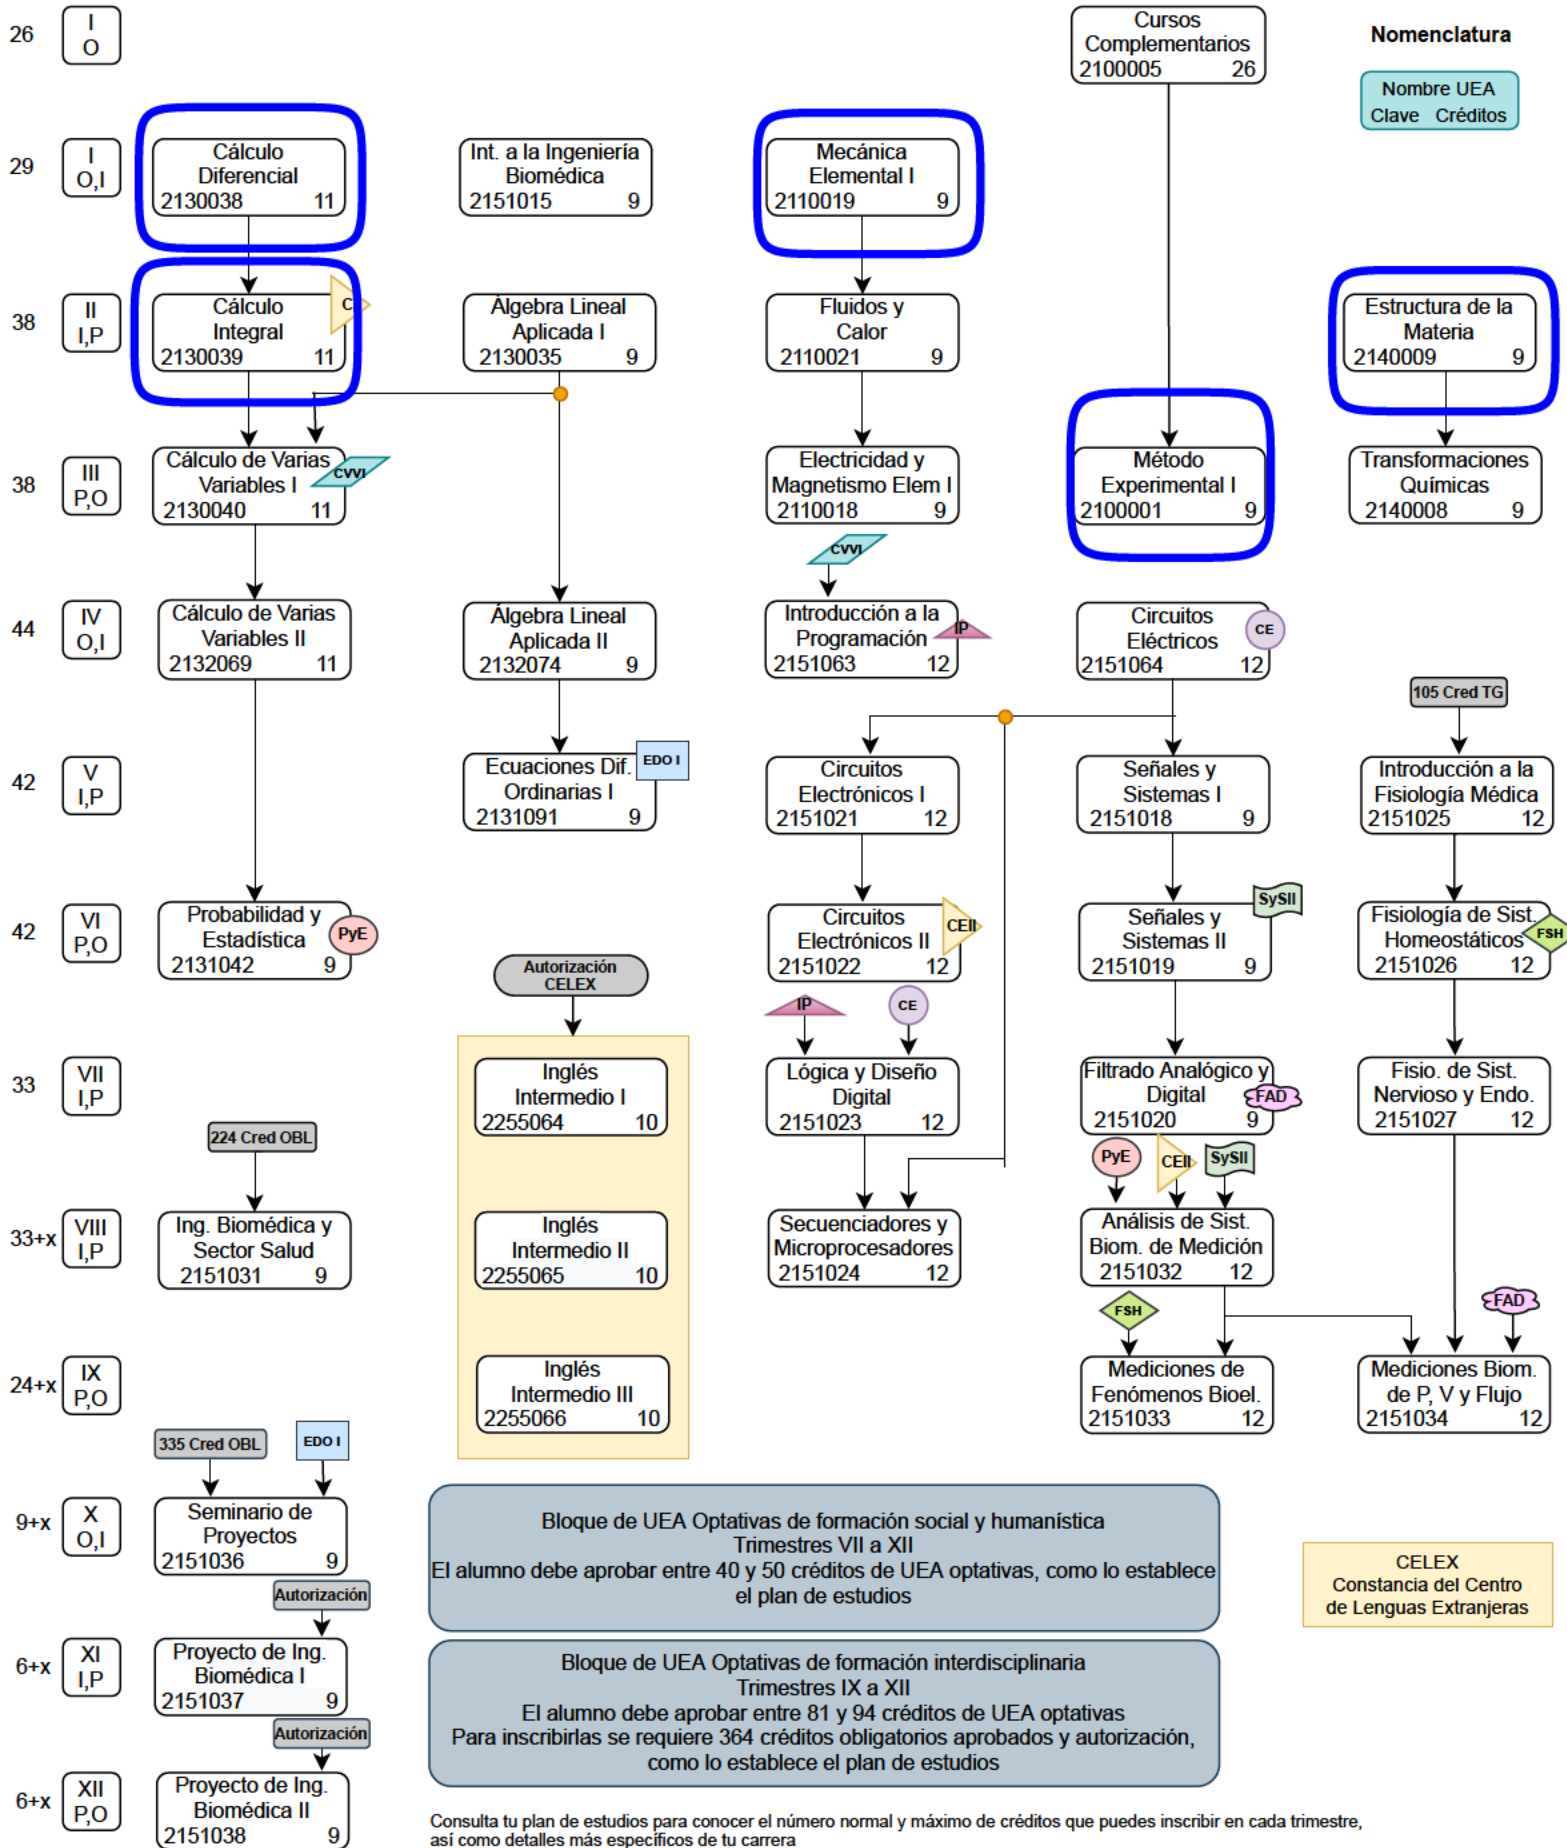 26
I
O
Cursos
Complementarios
2100005 26
Nomenclatura
Nombre UEA
Clave Créditos
29
I
O,I
Cálculo
Diferencial
2130038 11
Int. a la Ingeniería
Biomédica
2151015 9
Mecánica
Elemental I
2110019 9
38
II
I,P
Cálculo
Integral
2130039 11
Álgebra Lineal
Aplicada I
2130035 9
Fluidos y
Calor
2110021 9
Estructura de la
Materia
2140009 9
38
III
P,O
Cálculo de Varias
Variables I
2130040 11
CVVI
Electricidad y
Magnetismo Elem I
2110018 9
Método
Experimental I
2100001 9
Transformaciones
Químicas
2140008 9
CVVI
44
IV
O,I
Cálculo de Varias
Variables II
2132069 11
Álgebra Lineal
Aplicada II
2132074 9
Introducción a la
Programación
2151063 12
IP
Circuitos
Eléctricos
2151064 12
CE
105 Cred TG
42
V
I,P
Ecuaciones Dif.
Ordinarias I
2131091 9
EDO I
Circuitos
Electrónicos I
2151021 12
Señales y
Sistemas I
2151018 9
Introducción a la
Fisiología Médica
2151025 12
42
VI
P,O
Probabilidad y
Estadística
2131042 9
PyE
Circuitos
Electrónicos II
2151022 12
CEII
Señales y
Sistemas II
2151019 9
SySII
Fisiología de Sist.
Homeostáticos
2151026 12
FSH
Autorización
CELEX
IP
CE
33
VII
I,P
Inglés
Intermedio I
2255064 10
Lógica y Diseño
Digital
2151023 12
Filtrado Analógico y
Digital
2151020 9
FAD
Fisio. de Sist.
Nervioso y Endo.
2151027 12
224 Cred OBL
PyE
CEII
SySII
33+x
VIII
I,P
Ing. Biomédica y
Sector Salud
2151031 9
Inglés
Intermedio II
2255065 10
Secuenciadores y
Microprocesadores
2151024 12
Análisis de Sist.
Biom. de Medición
2151032 12
FSH
FAD
24+x
IX
P,O
Inglés
Intermedio III
2255066 10
Mediciones de
Fenómenos Bioel.
2151033 12
Mediciones Biom.
de P, V y Flujo
2151034 12
335 Cred OBL
EDO I
9+x
X
O,I
Seminario de
Proyectos
2151036 9
Bloque de UEA Optativas de formación social y humanística
Trimestres VII a XII
El alumno debe aprobar entre 40 y 50 créditos de UEA optativas, como lo establece
el plan de estudios
CELEX
Constancia del Centro
de Lenguas Extranjeras
Autorización
6+x
XI
I,P
Proyecto de Ing.
Biomédica I
2151037 9
Bloque de UEA Optativas de formación interdisciplinaria
Trimestres IX a XII
El alumno debe aprobar entre 81 y 94 créditos de UEA optativas
Para inscribirlas se requiere 364 créditos obligatorios aprobados y autorización,
como lo establece el plan de estudios
Autorización
6+x
XII
P,O
Proyecto de Ing.
Biomédica II
2151038 9
Consulta tu plan de estudios para conocer el número normal y máximo de créditos que puedes inscribir en cada trimestre,
así como detalles más específicos de tu carrera